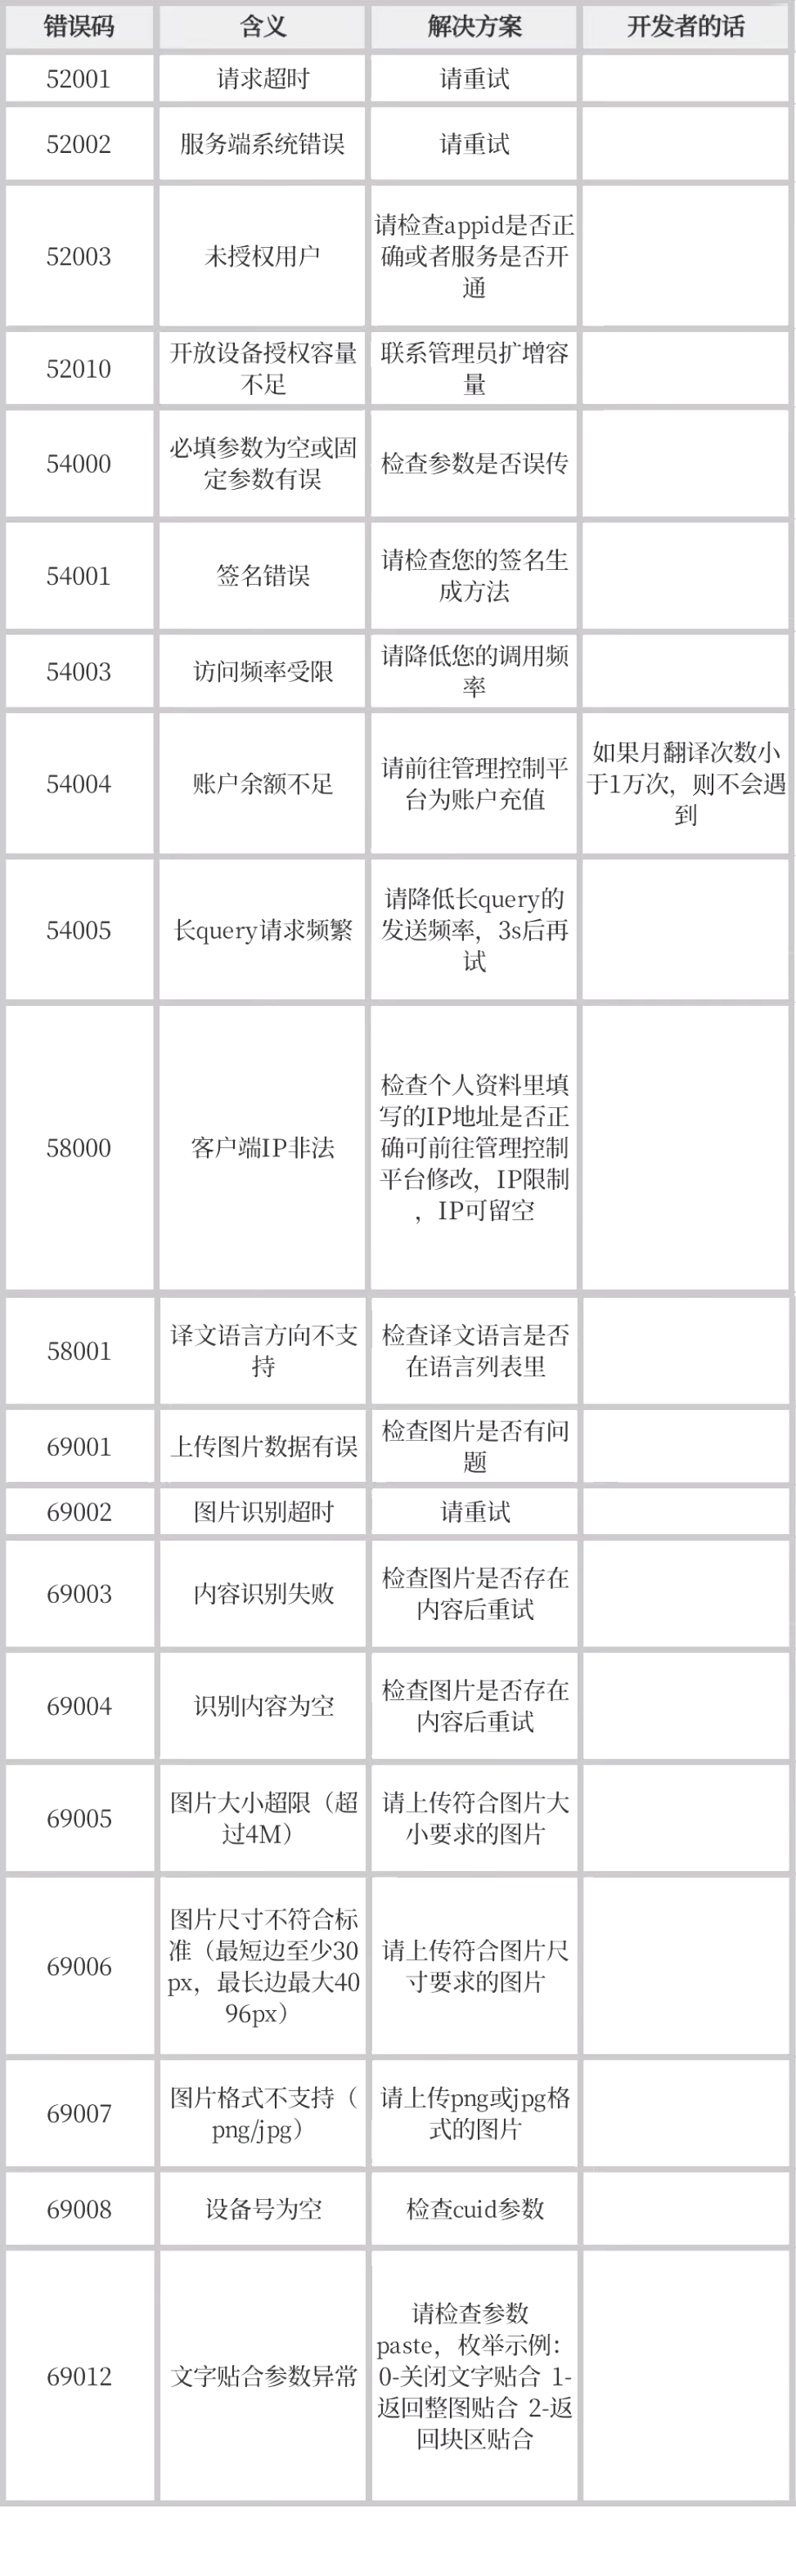 错误码 含义 解决方案 开发者的话
52001 请求超时 请重试
52002 服务端系统错误 请重试
52003 未授权用户 请检查appid是否正
确或者服务是否开
通
52010 开放设备授权容量
不足 联系管理员扩增容
量
54000 必填参数为空或固
定参数有误 检查参数是否误传
54001 签名错误 请检查您的签名生
成方法
54003 访问频率受限 请降低您的调用频
率
54004 账户余额不足 请前往管理控制平
台为账户充值 如果月翻译次数小
于1万次，则不会遇
到
54005 长query请求频繁 请降低长query的
发送频率，3s后再
试
58000 客户端IP非法 检查个人资料里填
写的IP地址是否正
确可前往管理控制
平台修改，IP限制
，IP可留空
58001 译文语言方向不支
持 检查译文语言是否
在语言列表里
69001 上传图片数据有误 检查图片是否有问
题
69002 图片识别超时 请重试
69003 内容识别失败 检查图片是否存在
内容后重试
69004 识别内容为空 检查图片是否存在
内容后重试
69005 图片大小超限（超
过4M） 请上传符合图片大
小要求的图片
69006 图片尺寸不符合标
准（最短边至少30
px，最长边最大40
96px） 请上传符合图片尺
寸要求的图片
69007 图片格式不支持（
png/jpg） 请上传png或jpg格
式的图片
69008 设备号为空 检查cuid参数
69012 文字贴合参数异常 请检查参数
paste，枚举示例：
0-关闭文字贴合 1-
返回整图贴合 2-返
回块区贴合